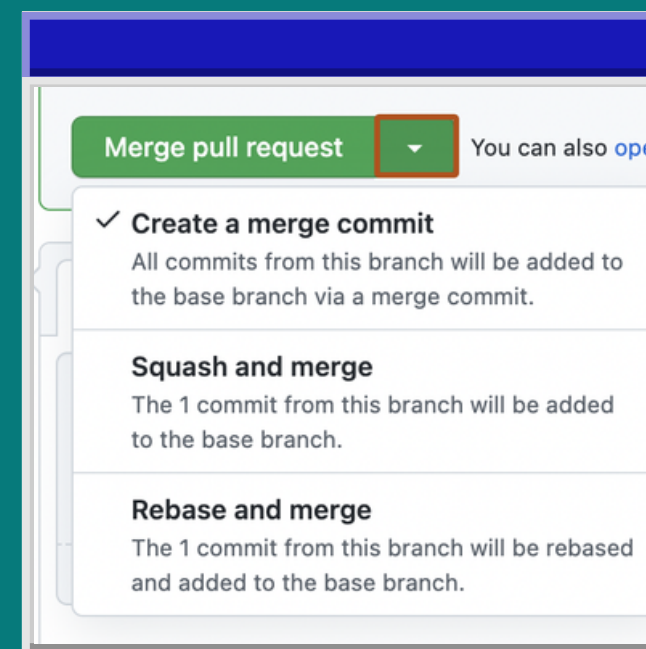 Merge pull request
You can also
Create a merge commit
All commits from this branch will be added to
the base branch via a merge commit.
Squash and merge
The 1 commit from this branch will be added
to the base branch.
Rebase and merge
The 1 commit from this branch will be rebased
and added to the base branch.